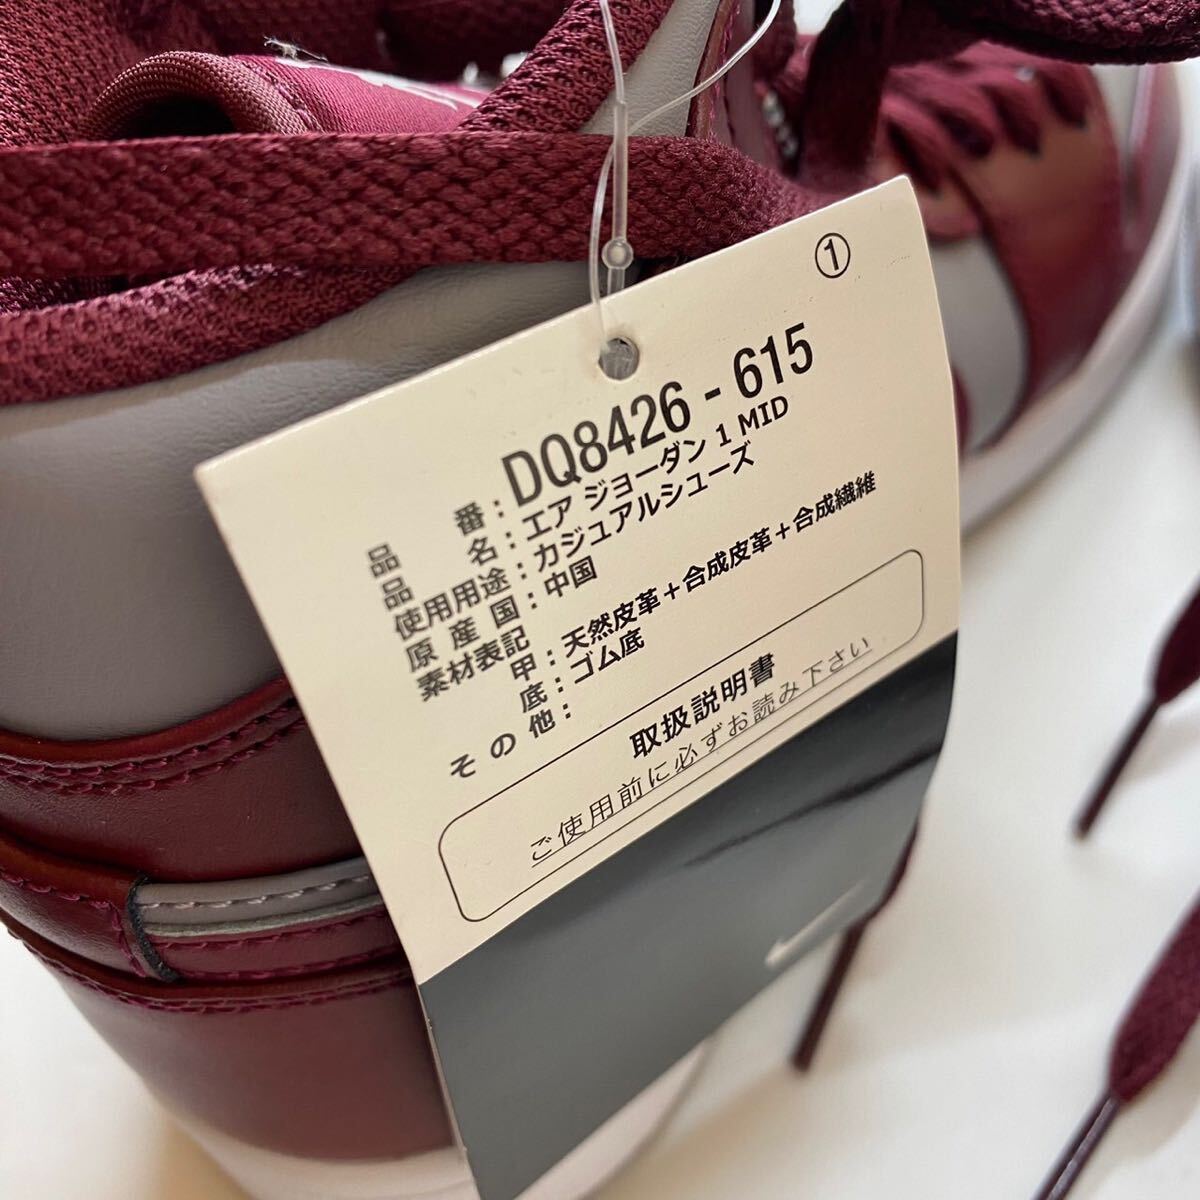 ①
品番：DQ8426-615
品名：エア ジョーダン 1 MID
使用用途：カジュアルシューズ
原産国：中国
素材表記 甲：天然皮革＋合成皮革＋合成繊維
底：ゴム底
その他：
取扱説明書
ご使用前に必ずお読み下さい